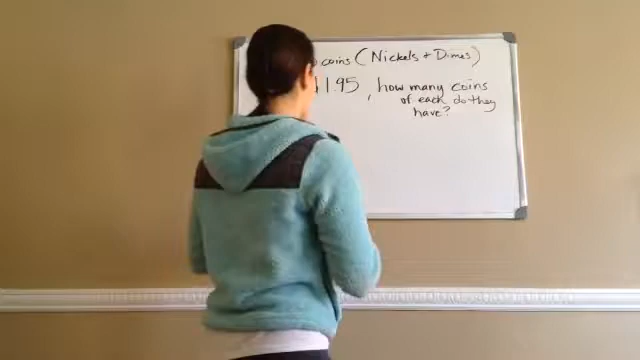 coins (Nickels + Dimes)
1.95, how many coins
of each do they
have?